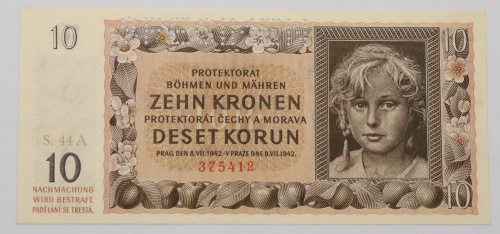 10
10
PROTEKTORAT
BÖHMEN UND MÄHREN
ZEHN KRONEN
PROTEKTORÁT ČECHY A MORAVA
DESET KORUN
PRAG, DEN 8.VII.1942. - V PRAZE DNE 8.VII.1942.
375412
S. 44A
10
NACHMACHUNG
WIRD BESTRAFT.
PADĚLÁNÍ SE TRESTÁ.
10